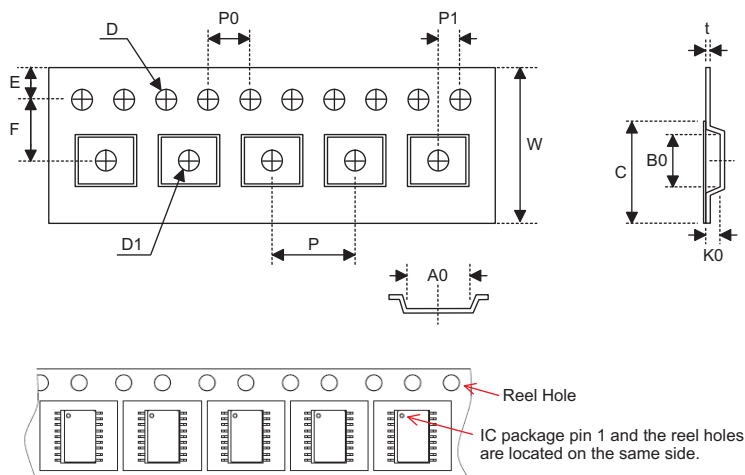 D
P0
P1
t
E
F
W
C
B0
D1
P
K0
A0
Reel Hole
IC package pin 1 and the reel holes
are located on the same side.